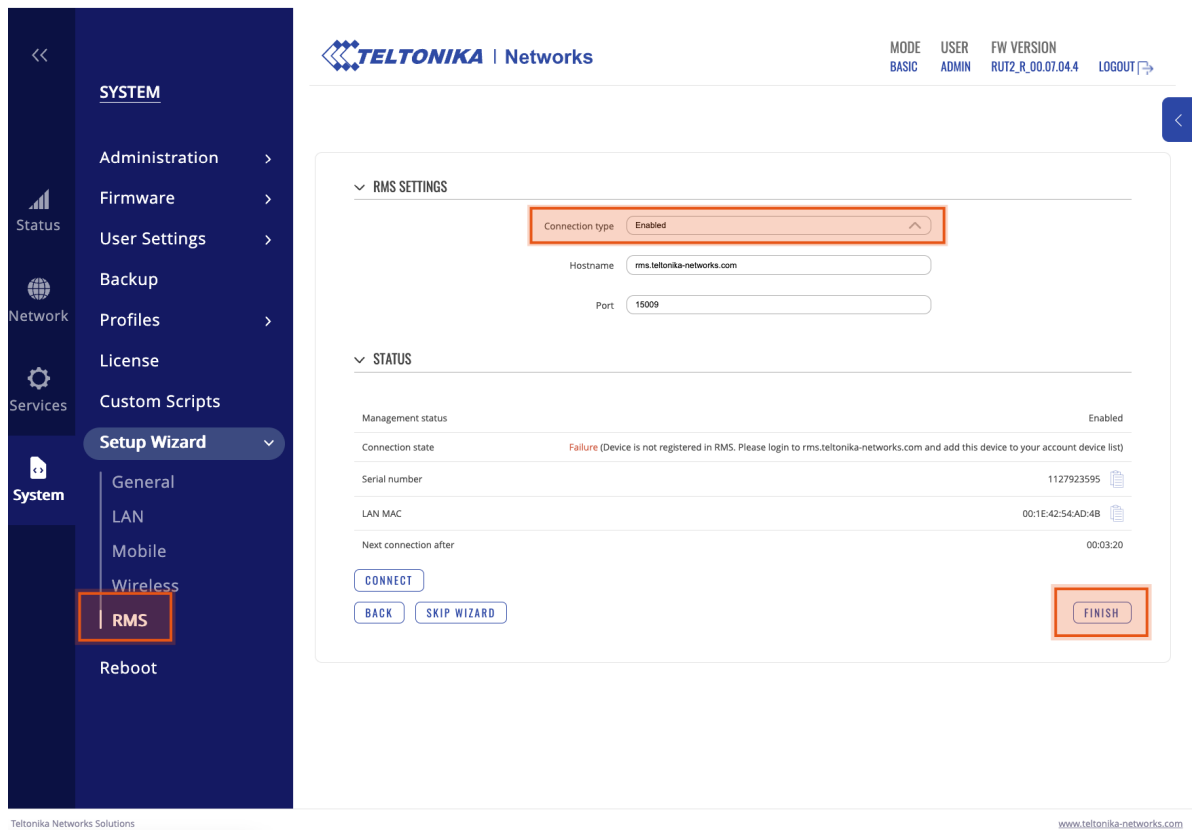 TELTONIKA | Networks
MODE USER FW VERSION
BASIC ADMIN RUT2_R_00.07.04.4 LOGOUT
Status
Network
Services
System
SYSTEM
Administration
Firmware
User Settings
Backup
Profiles
License
Custom Scripts
Setup Wizard
General
LAN
Mobile
Wireless
RMS
Reboot
RMS SETTINGS
Connection type Enabled
Hostname rms.teltonika-networks.com
Port 15009
STATUS
Management status Enabled
Connection state Failure (Device is not registered in RMS. Please login to rms.teltonika-networks.com and add this device to your account device list)
Serial number 1127923595
LAN MAC 00:1E:42:54:AD:4B
Next connection after 00:03:20
CONNECT
BACK SKIP WIZARD FINISH
Teltonika Networks Solutions www.teltonika-networks.com